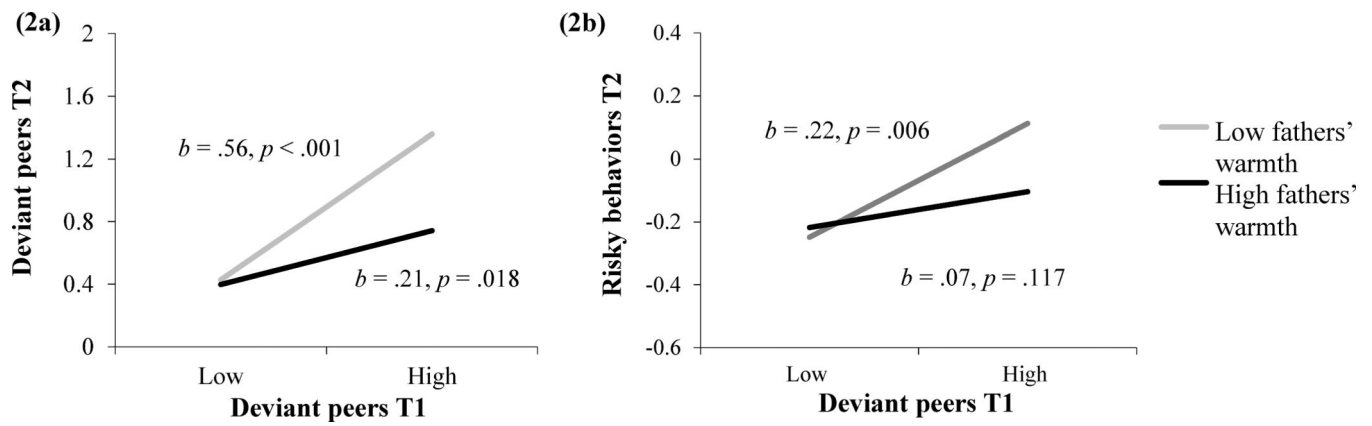 (2a)
Deviant peers T2
2
1.6
1.2
0.8
0.4
0
b = .56, p < .001
b = .21, p = .018
Low
High
Deviant peers T1
(2b)
Risky behaviors T2
0.4
0.2
0
-0.2
-0.4
-0.6
b = .22, p = .006
b = .07, p = .117
Low
High
Deviant peers T1
Low fathers’
warmth
High fathers’
warmth